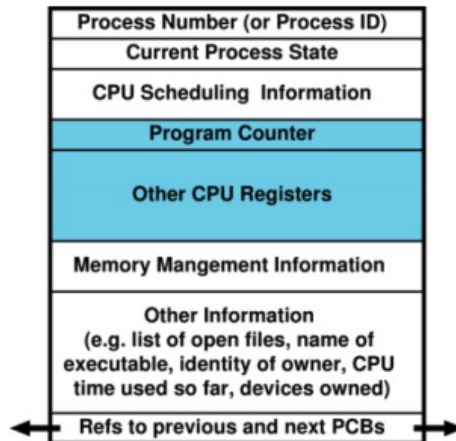 Process Number (or Process ID)
Current Process State
CPU Scheduling Information
Program Counter
Other CPU Registers
Memory Mangement Information
Other Information
(e.g. list of open files, name of
executable, identity of owner, CPU
time used so far, devices owned)
Refs to previous and next PCBs